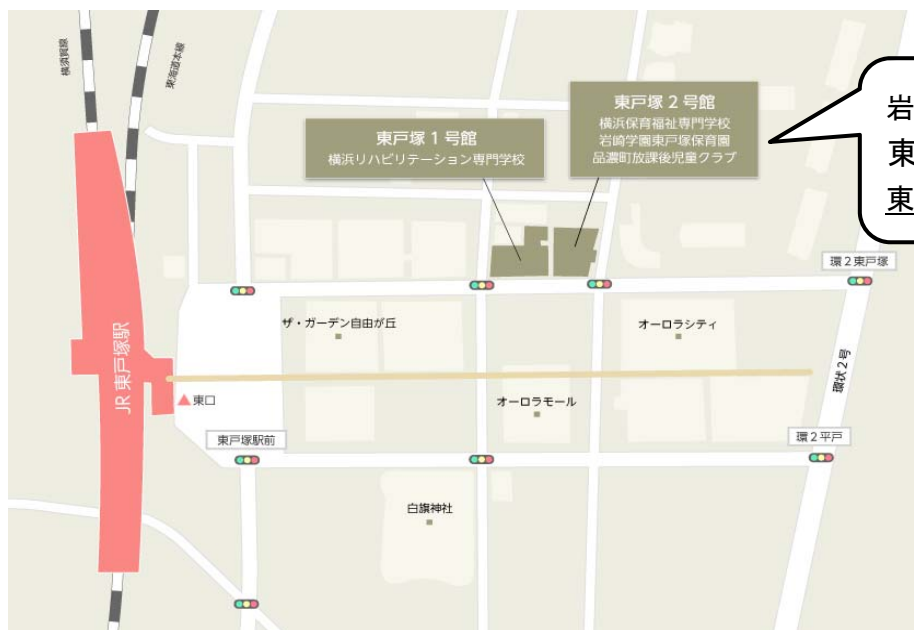 横須賀線
東海道本線
東戸塚1号館
横浜リハビリテーション専門学校
東戸塚2号館
横浜保育福祉専門学校
岩崎学園東戸塚保育園
品濃町放課後児童クラブ
岩
東
東
環2東戸塚
ザ・ガーデン自由が丘
オーロラシティ
JR 東戸塚駅
環状2号
東口
オーロラモール
東戸塚駅前
環2平戸
白旗神社